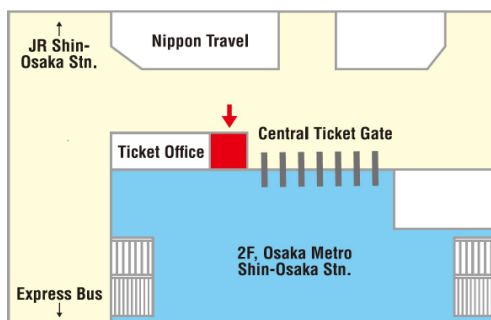 ↑
JR Shin-
Osaka Stn.
Nippon Travel
Ticket Office
Central Ticket Gate
2F, Osaka Metro
Shin-Osaka Stn.
Express Bus
↓